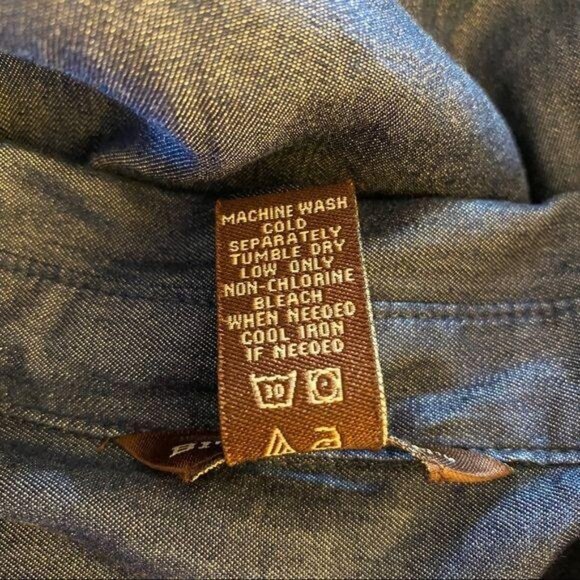 MACHINE WASH
COLD
SEPARATELY
TUMBLE DRY
LOW ONLY
NON-CHLORINE
BLEACH
WHEN NEEDED
COOL IRON
IF NEEDED
30